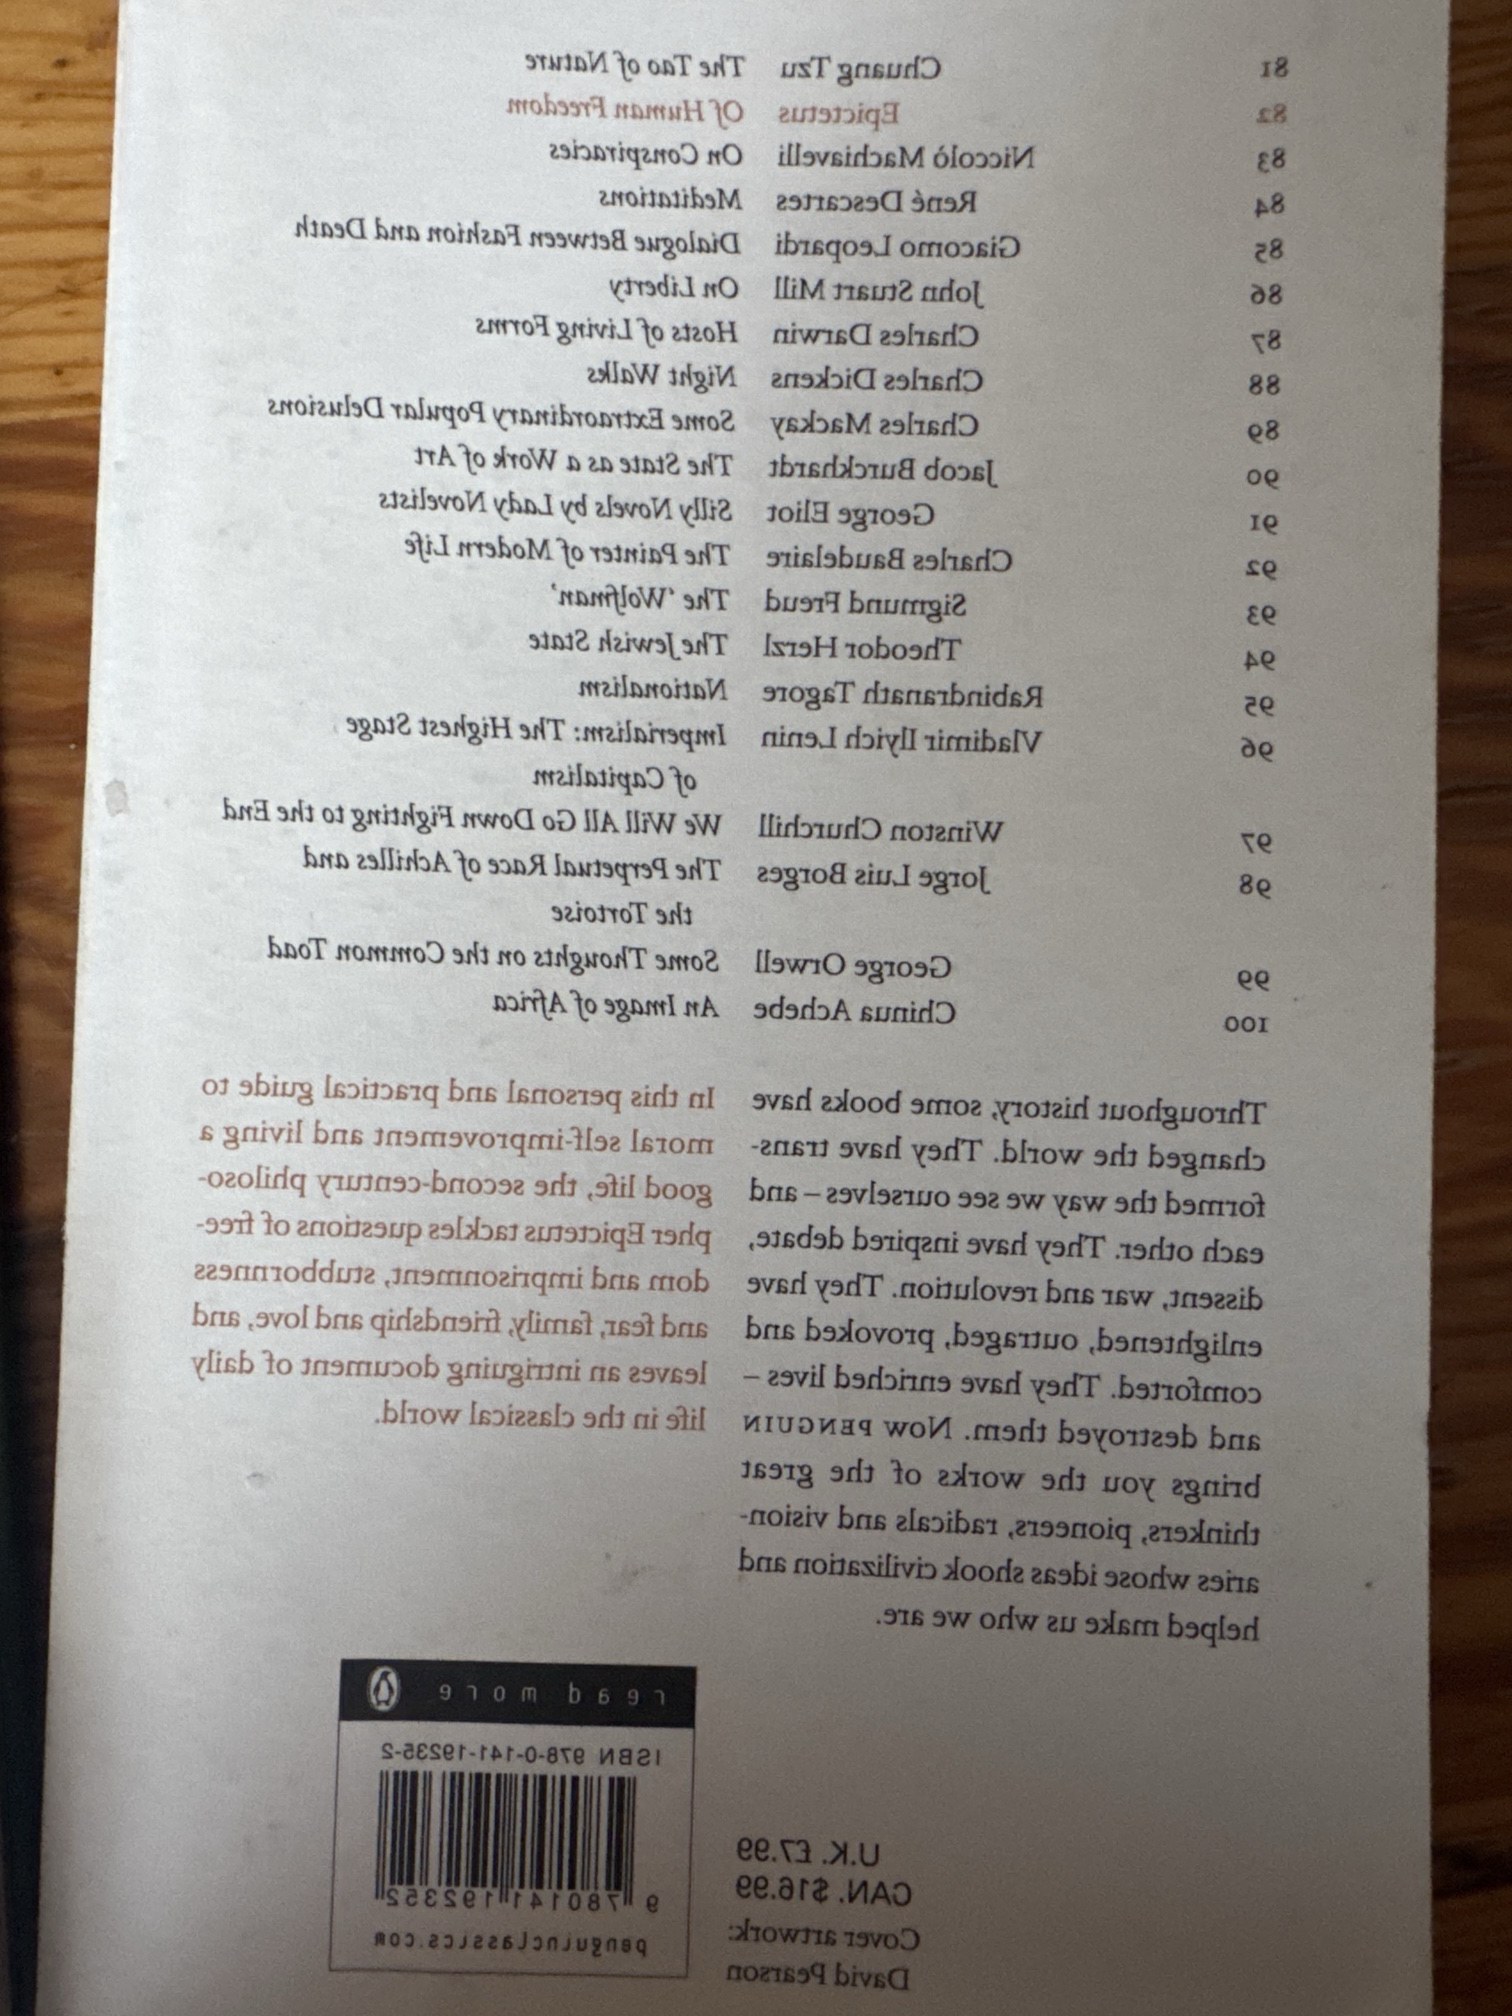 81 Chuang Tzu The Tao of Nature
82 Epictetus Of Human Freedom
83 Niccolò Machiavelli On Conspiracies
84 René Descartes Meditations
85 Giacomo Leopardi Dialogue Between Fashion and Death
86 John Stuart Mill On Liberty
87 Charles Darwin Hosts of Living Forms
88 Charles Dickens Night Walks
89 Charles Mackay Some Extraordinary Popular Delusions
90 Jacob Burckhardt The State as a Work of Art
91 George Eliot Silly Novels by Lady Novelists
92 Charles Baudelaire The Painter of Modern Life
93 Sigmund Freud The ‘Wolfman’
94 Theodor Herzl The Jewish State
95 Rabindranath Tagore Nationalism
96 Vladimir Ilyich Lenin Imperialism: The Highest Stage
of Capitalism
97 Winston Churchill We Will All Go Down Fighting to the End
98 Jorge Luis Borges The Perpetual Race of Achilles and
the Tortoise
99 George Orwell Some Thoughts on the Common Toad
100 Chinua Achebe An Image of Africa
Throughout history, some books have
changed the world. They have trans-
formed the way we see ourselves – and
each other. They have inspired debate,
dissent, war and revolution. They have
enlightened, outraged, provoked and
comforted. They have enriched lives –
and destroyed them. Now PENGUIN
brings you the works of the great
thinkers, pioneers, radicals and vision-
aries whose ideas shook civilization and
helped make us who we are.
In this personal and practical guide to
moral self-improvement and living a
good life, the second-century philoso-
pher Epictetus tackles questions of free-
dom and imprisonment, stubbornness
and fear, family, friendship and love, and
leaves an intriguing document of daily
life in the classical world.
U.K. £7.99
CAN. $16.99
Cover artwork:
David Pearson
read more
ISBN 978-0-141-19235-2
9 780141 192352
penguinclassics.com